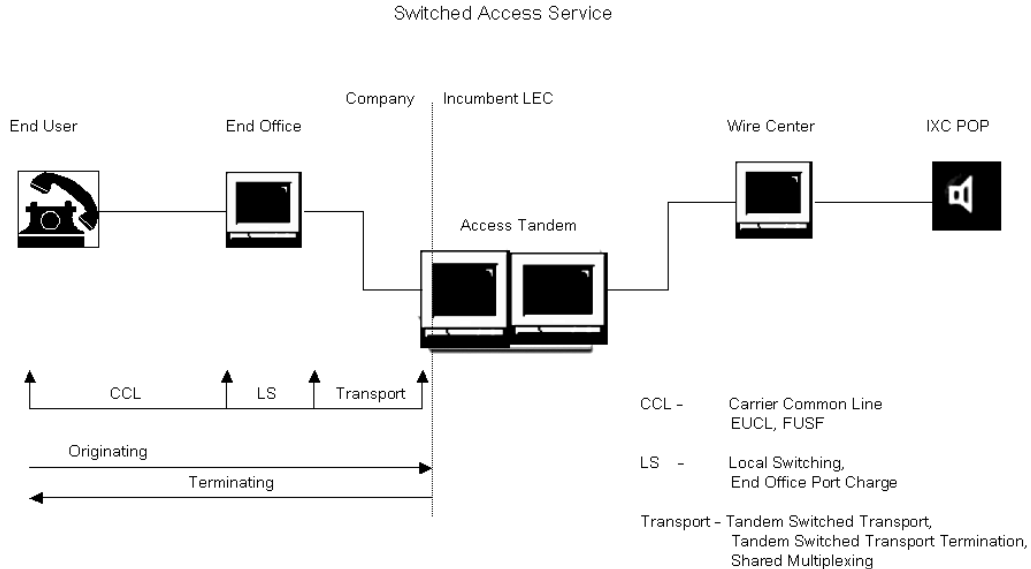 Switched Access Service
Company
Incumbent LEC
End User
End Office
Wire Center
IXC POP
Access Tandem
CCL
LS
Transport
Originating
Terminating
CCL – Carrier Common Line
EUCL, FUSF
LS – Local Switching,
End Office Port Charge
Transport – Tandem Switched Transport,
Tandem Switched Transport Termination,
Shared Multiplexing